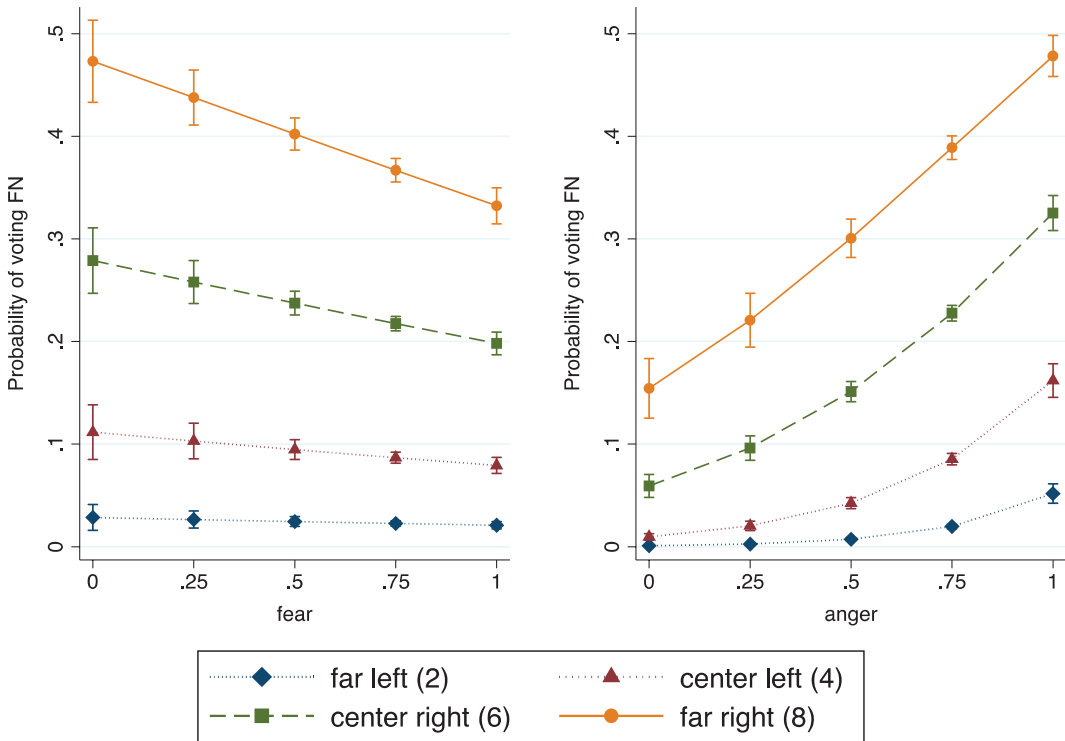 Probability of voting FN
.5
.4
.3
.2
.1
0
0 .25 .5 .75 1
fear
Probability of voting FN
.5
.4
.3
.2
.1
0
0 .25 .5 .75 1
anger
far left (2) center left (4)
center right (6) far right (8)